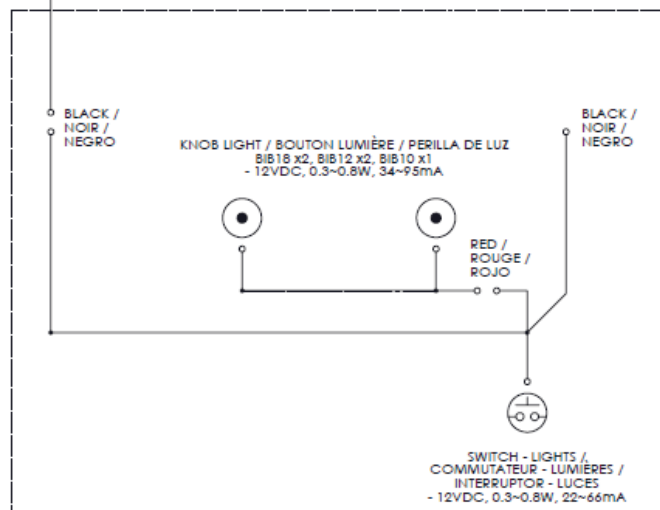 BLACK /
NOIR /
NEGRO
BLACK /
NOIR /
NEGRO
KNOB LIGHT / BOUTON LUMIÈRE / PERILLA DE LUZ
BIB18 x2, BIB12 x2, BIB10 x1
- 12VDC, 0.3~0.8W, 34~95mA
RED /
ROUGE /
ROJO
SWITCH - LIGHTS /
COMMUTATEUR - LUMIÈRES /
INTERRUPTOR - LUCES
- 12VDC, 0.3~0.8W, 22~66mA